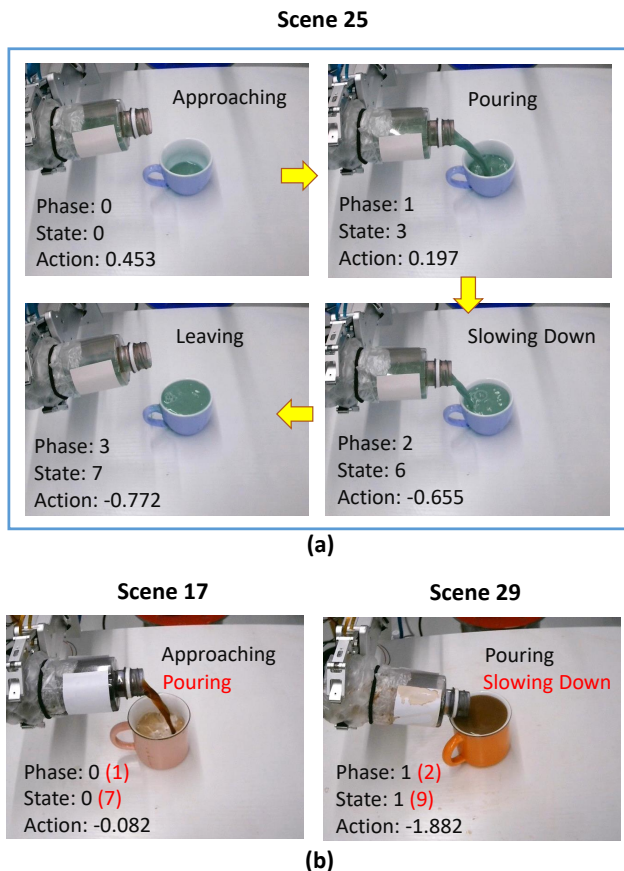 Scene 25
Approaching
Phase: 0
State: 0
Action: 0.453
Pouring
Phase: 1
State: 3
Action: 0.197
Leaving
Phase: 3
State: 7
Action: -0.772
Slowing Down
Phase: 2
State: 6
Action: -0.655
(a)
Scene 17
Approaching
Pouring
Phase: 0 (1)
State: 0 (7)
Action: -0.082
Scene 29
Pouring
Slowing Down
Phase: 1 (2)
State: 1 (9)
Action: -1.882
(b)